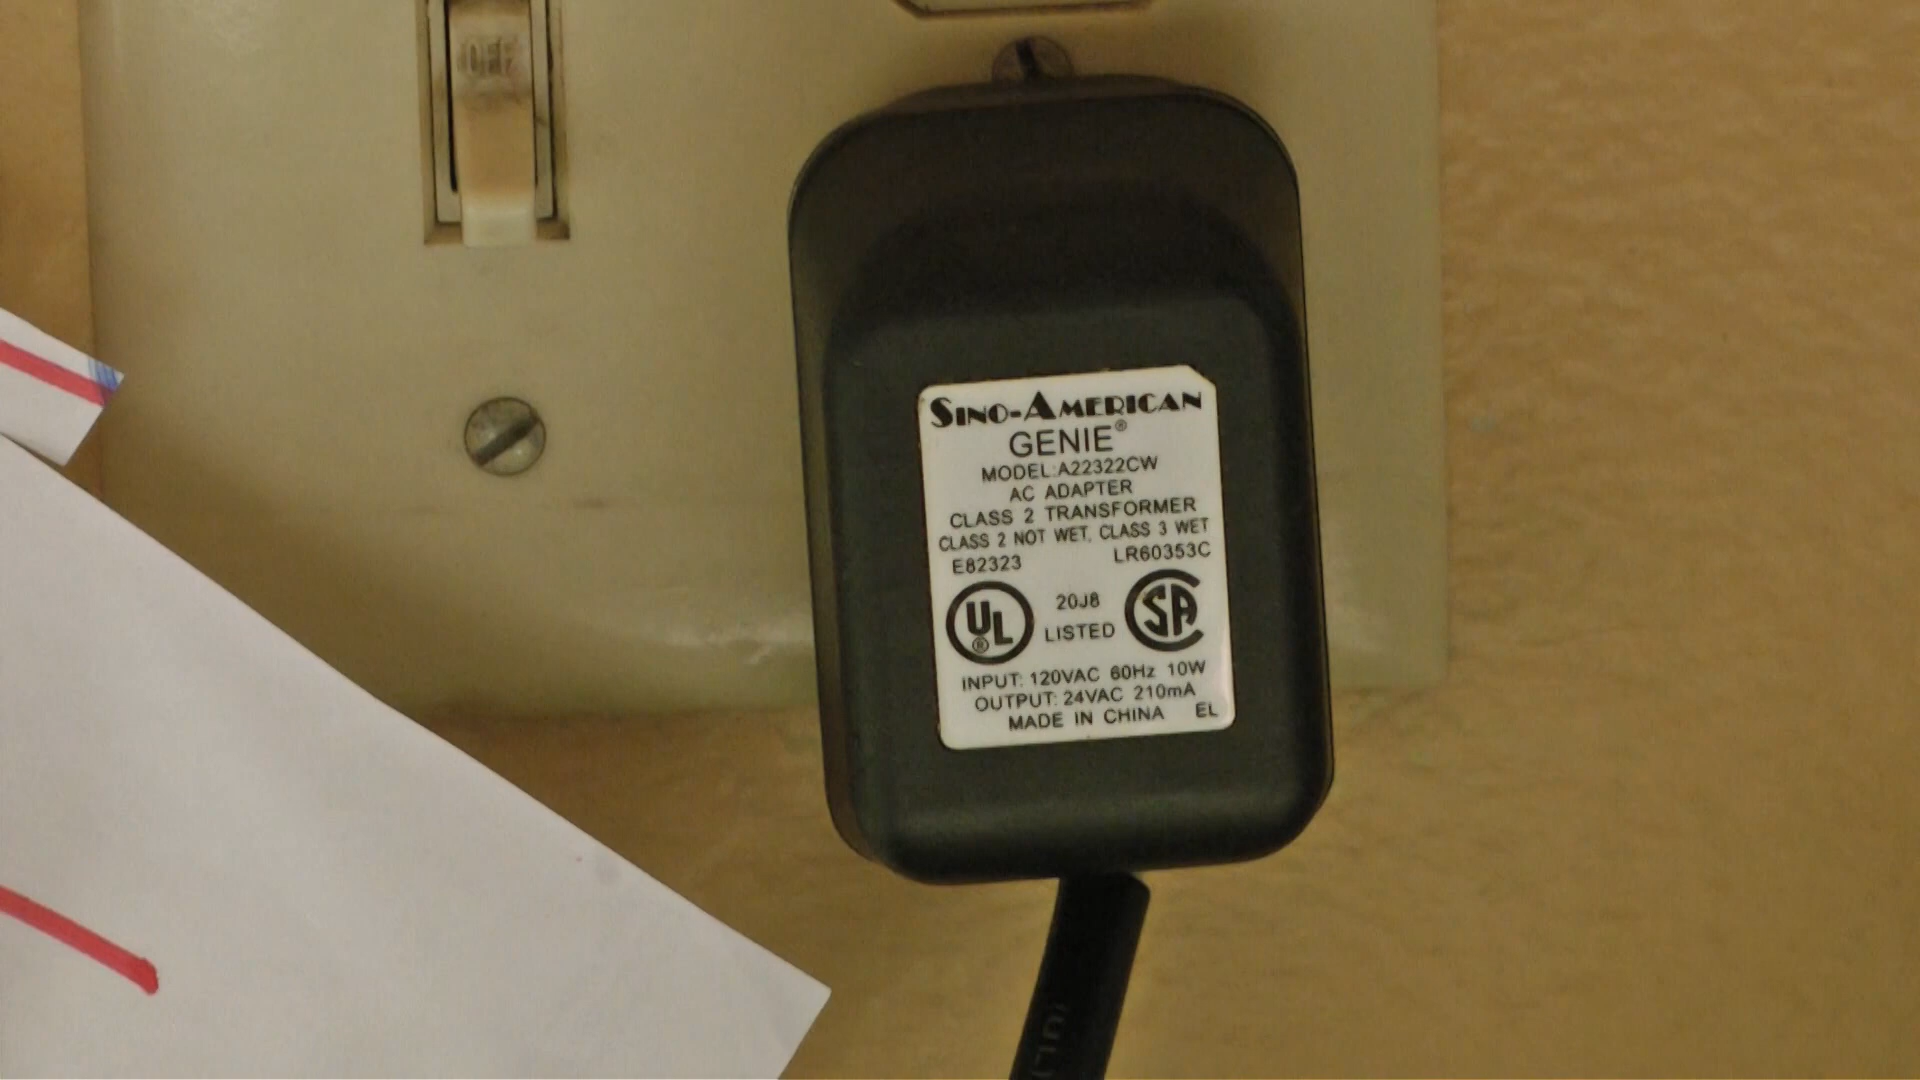 OFF
SINO-AMERICAN
GENIE®
MODEL:A22322CW
AC ADAPTER
CLASS 2 TRANSFORMER
CLASS 2 NOT WET, CLASS 3 WET
E82323 LR60353C
UL® 20J8 LISTED SA
INPUT: 120VAC 60Hz 10W
OUTPUT: 24VAC 210mA
MADE IN CHINA EL